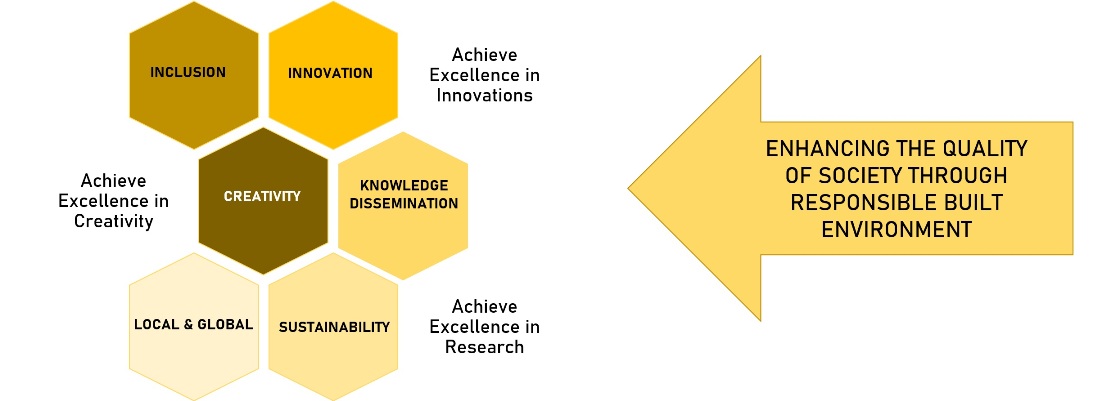 INCLUSION
INNOVATION
Achieve
Excellence in
Innovations
Achieve
Excellence in
Creativity
CREATIVITY
KNOWLEDGE
DISSEMINATION
LOCAL & GLOBAL
SUSTAINABILITY
Achieve
Excellence in
Research
ENHANCING THE QUALITY
OF SOCIETY THROUGH
RESPONSIBLE BUILT
ENVIRONMENT